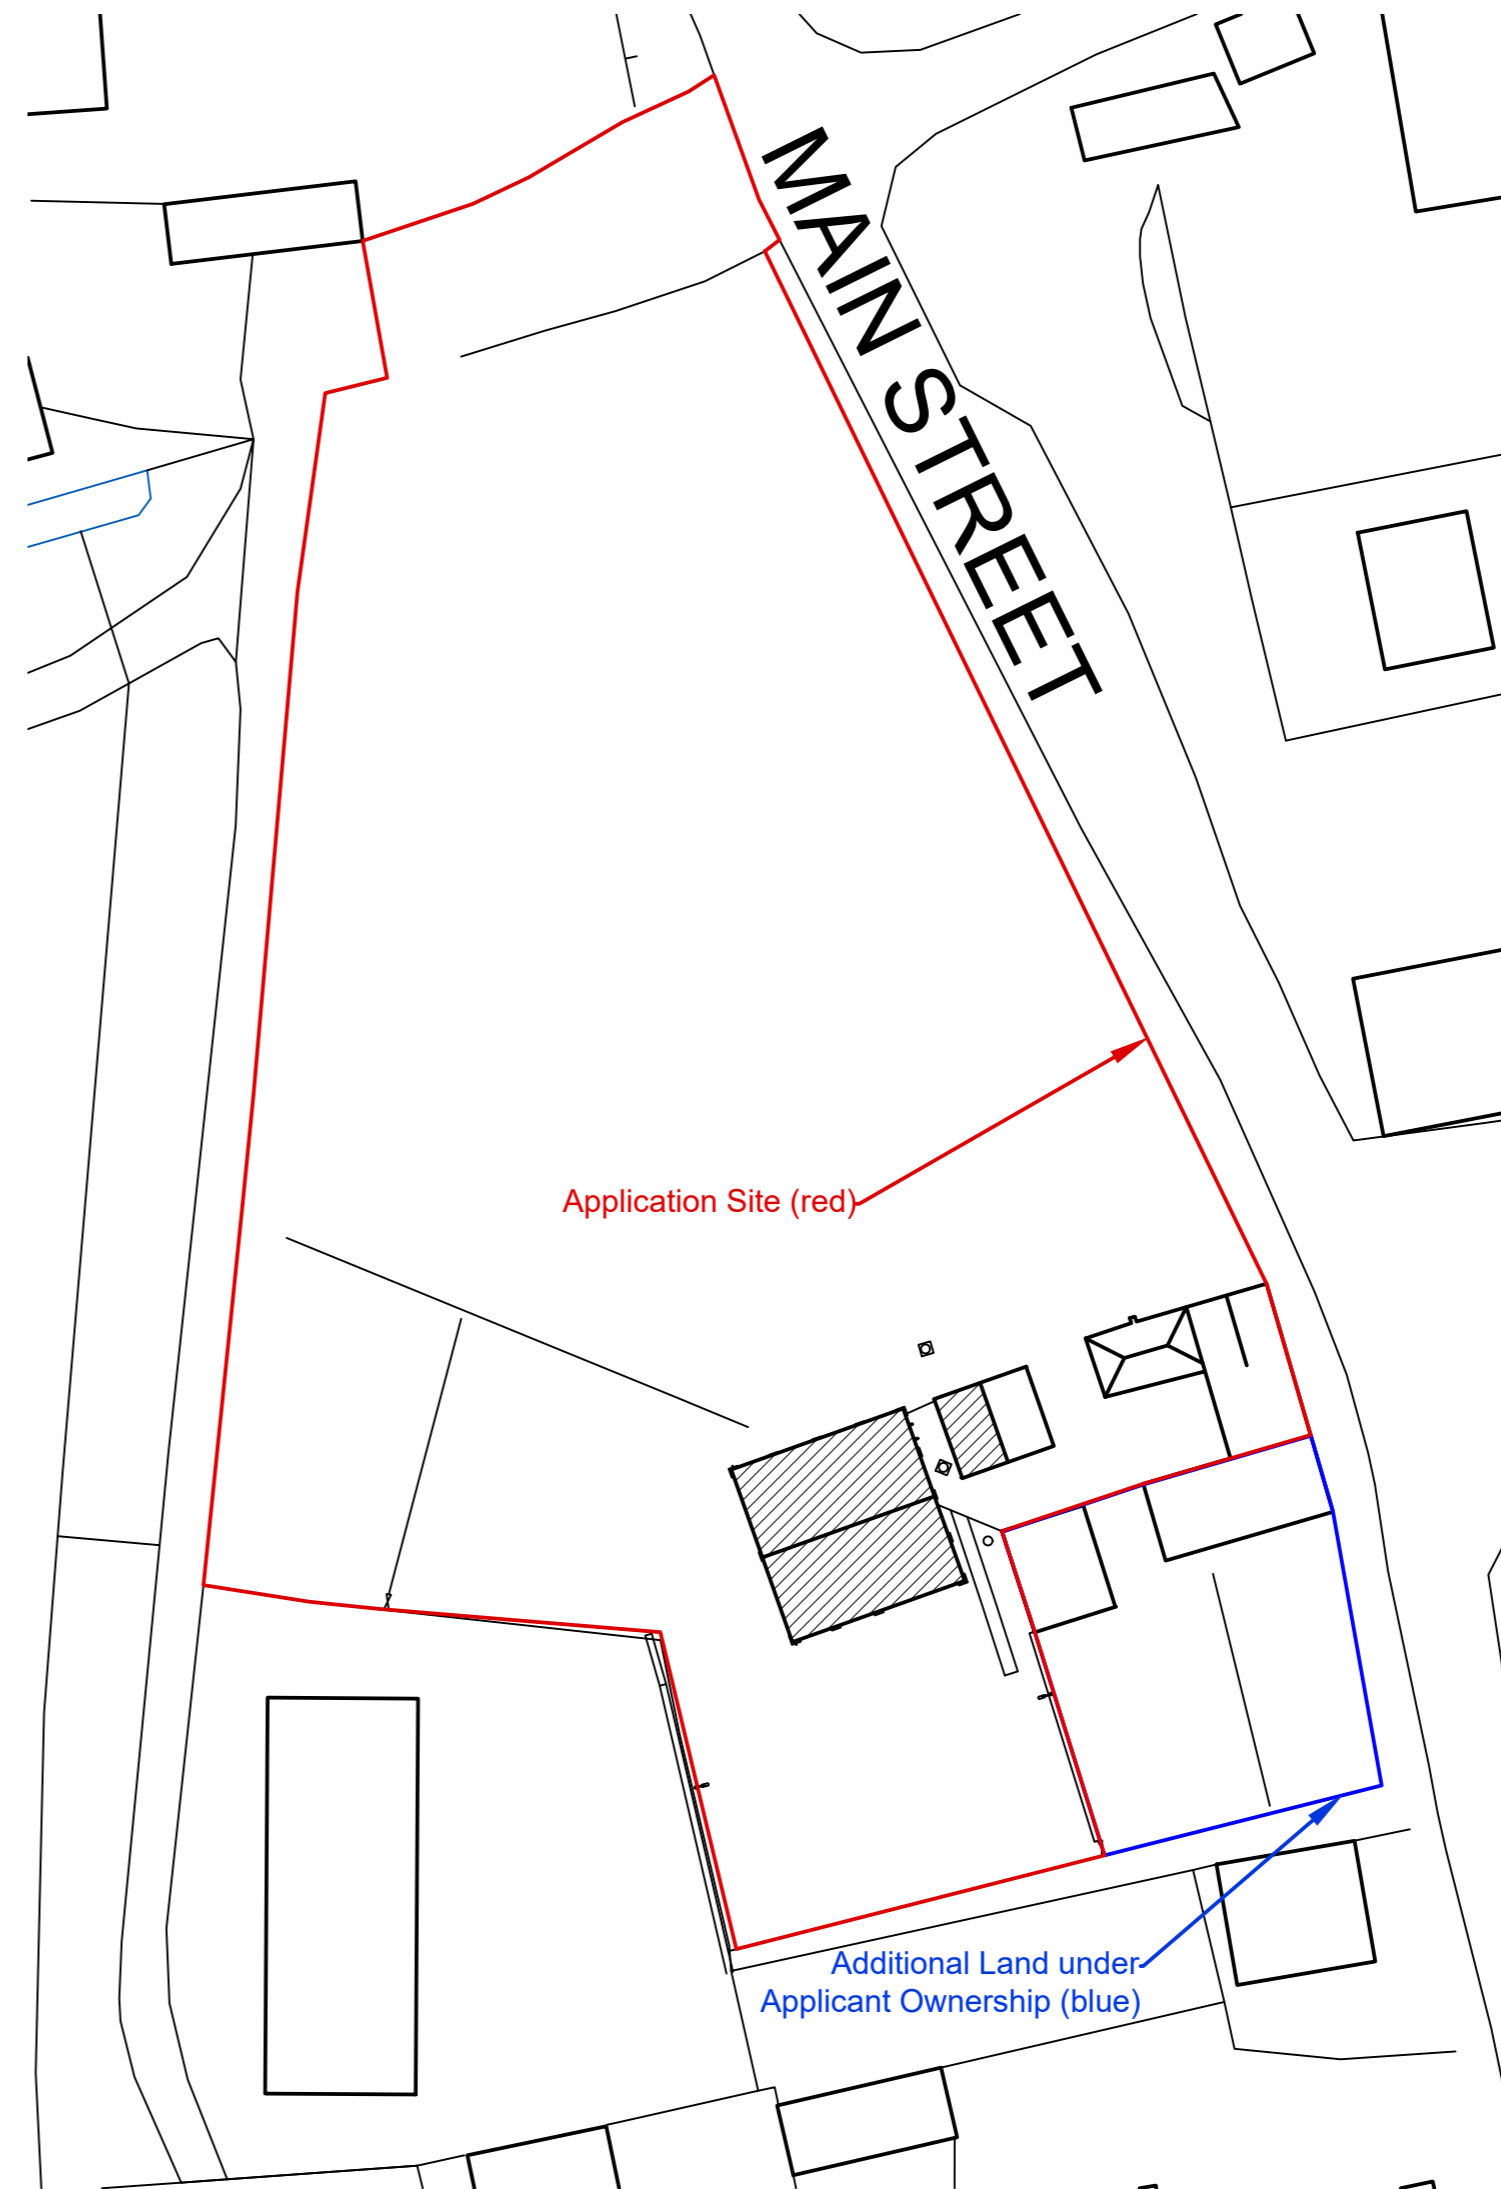 MAIN STREET
Application Site (red)
Additional Land under
Applicant Ownership (blue)